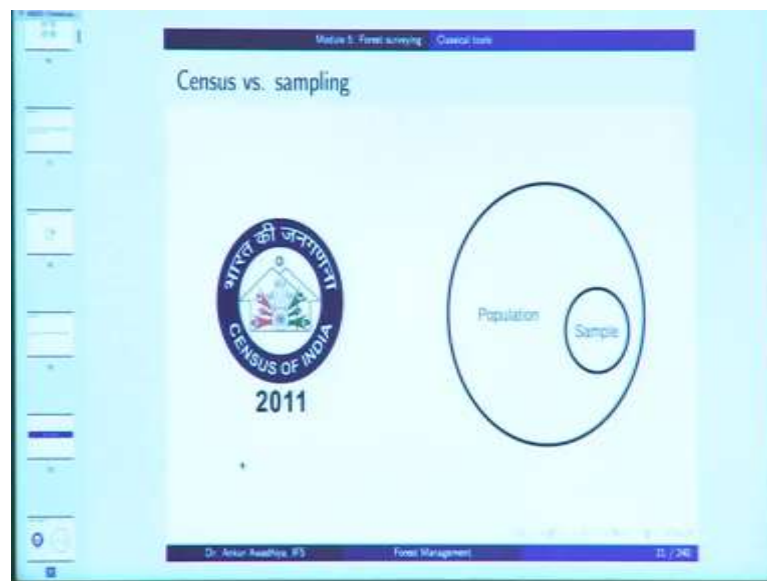 Module 5: Forest surveying Classical tools
Census vs. sampling
भारत की जनगणना
CENSUS OF INDIA
2011
Population
Sample
Dr. Ankur Awadhiya, IFS Forest Management 21 / 240